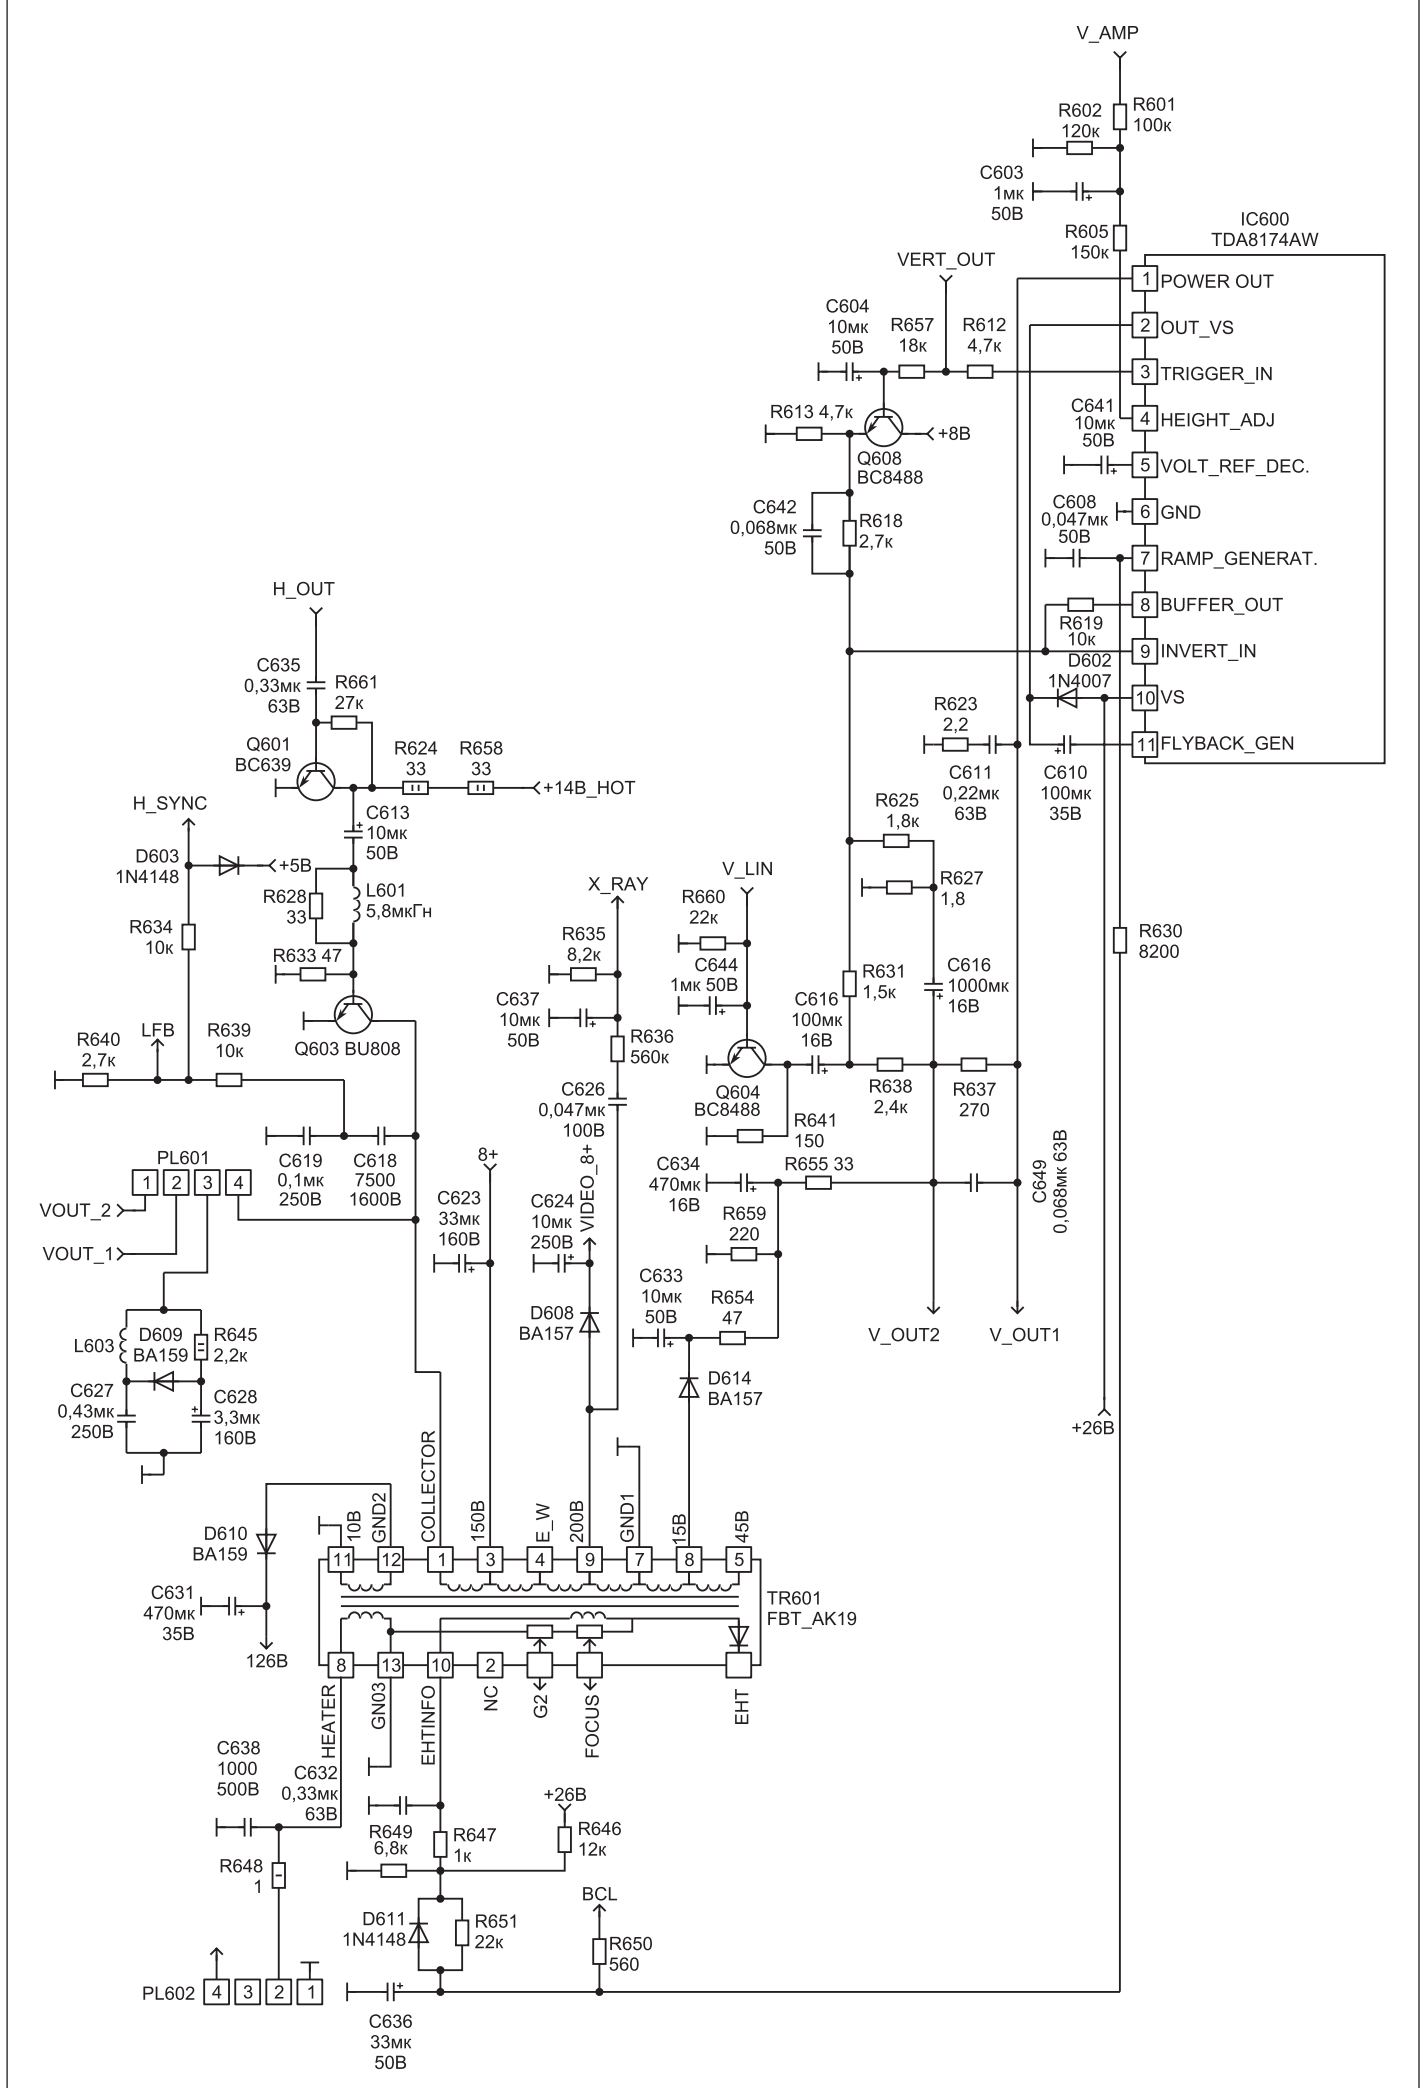 V_AMP
R601
100к
R602
120к
C603
1мк
50В
R605
150к
IC600
TDA8174AW
1
POWER OUT
2
OUT_VS
3
TRIGGER_IN
4
HEIGHT_ADJ
5
VOLT_REF_DEC.
6
GND
7
RAMP_GENERAT.
8
BUFFER_OUT
9
INVERT_IN
10
VS
11
FLYBACK_GEN
VERT_OUT
C604
10мк
50В
R657
18к
R612
4,7к
R613 4,7к
+8В
Q608
BC8488
C641
10мк
50В
C608
0,047мк
50В
C642
0,068мк
50В
R618
2,7к
R619
10к
D602
1N4007
R623
2,2
C611
0,22мк
63В
C610
100мк
35В
H_OUT
C635
0,33мк
63В
R661
27к
Q601
BC639
R624
33
R658
33
+14В_HOT
C613
10мк
50В
H_SYNC
D603
1N4148
+5В
R628
33
L601
5,8мкГн
R634
10к
R633 47
Q603 BU808
R640
2,7к
LFB
R639
10к
C619
0,1мк
250В
C618
7500
1600В
X_RAY
R635
8,2к
C637
10мк
50В
R636
560к
C626
0,047мк
100В
V_LIN
R660
22к
C644
1мк 50В
Q604
BC8488
C616
100мк
16В
R641
150
R625
1,8к
R627
1,8
R631
1,5к
C616
1000мк
16В
R638
2,4к
R637
270
R630
8200
C634
470мк
16В
R655 33
R659
220
C649
0,068мк 63В
C633
10мк
50В
R654
47
V_OUT2
V_OUT1
D614
BA157
+26В
PL601
1
2
3
4
VOUT_2
VOUT_1
L603
D609
BA159
R645
2,2к
C627
0,43мк
250В
C628
3,3мк
160В
8+
C623
33мк
160В
C624
10мк
250В
VIDEO_8+
D608
BA157
D610
BA159
C631
470мк
35В
126В
10В
GND2
COLLECTOR
150В
E_W
200В
GND1
15В
45В
11
12
1
3
4
9
7
8
5
TR601
FBT_AK19
8
13
10
2
HEATER
GN03
EHTINFO
NC
G2
FOCUS
EHT
C638
1000
500В
C632
0,33мк
63В
R648
1
R649
6,8к
R647
1к
+26В
R646
12к
D611
1N4148
R651
22к
BCL
R650
560
PL602
4
3
2
1
C636
33мк
50В